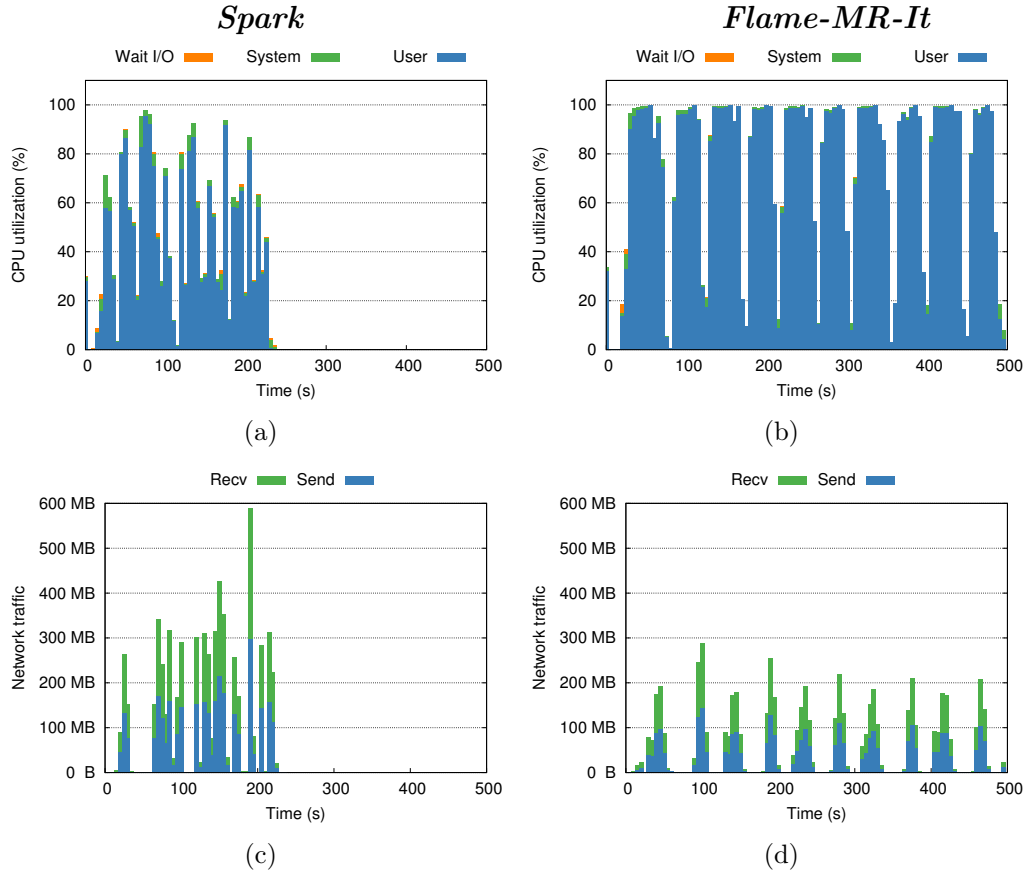 Spark
Flame-MR-It
Wait I/O System User
Wait I/O System User
CPU utilization (%)
100
80
60
40
20
0
0 100 200 300 400 500
Time (s)
(a)
CPU utilization (%)
100
80
60
40
20
0
0 100 200 300 400 500
Time (s)
(b)
Recv Send
Network traffic
600 MB
500 MB
400 MB
300 MB
200 MB
100 MB
0 B
0 100 200 300 400 500
Time (s)
(c)
Recv Send
Network traffic
600 MB
500 MB
400 MB
300 MB
200 MB
100 MB
0 B
0 100 200 300 400 500
Time (s)
(d)